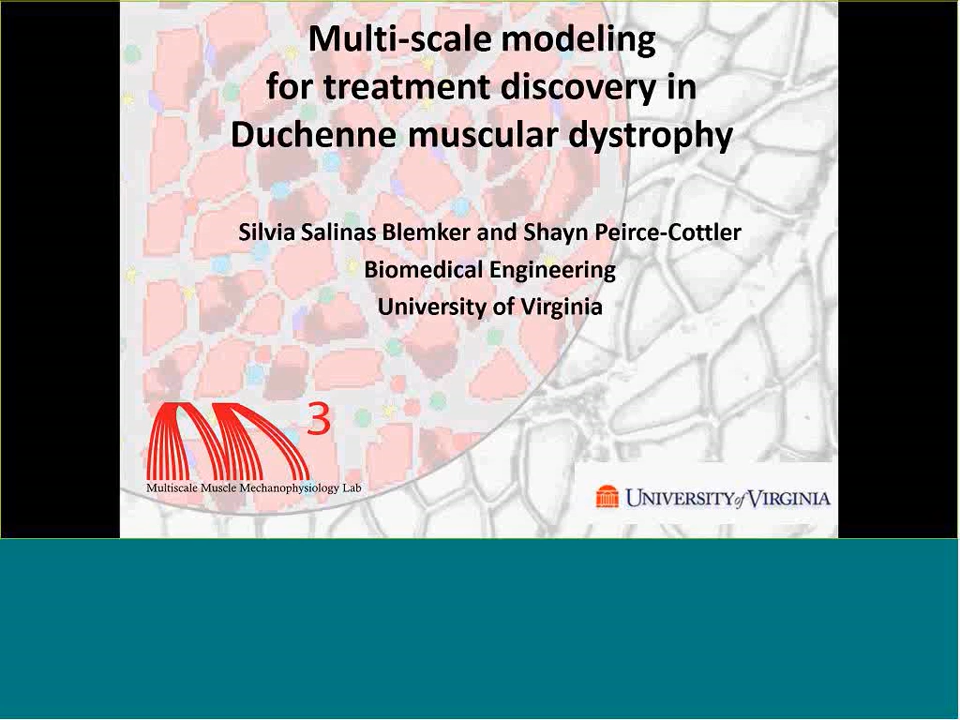 Multi-scale modeling
for treatment discovery in
Duchenne muscular dystrophy
Silvia Salinas Blemker and Shayn Peirce-Cottler
Biomedical Engineering
University of Virginia
3
Multiscale Muscle Mechanophysiology Lab
UNIVERSITY of VIRGINIA